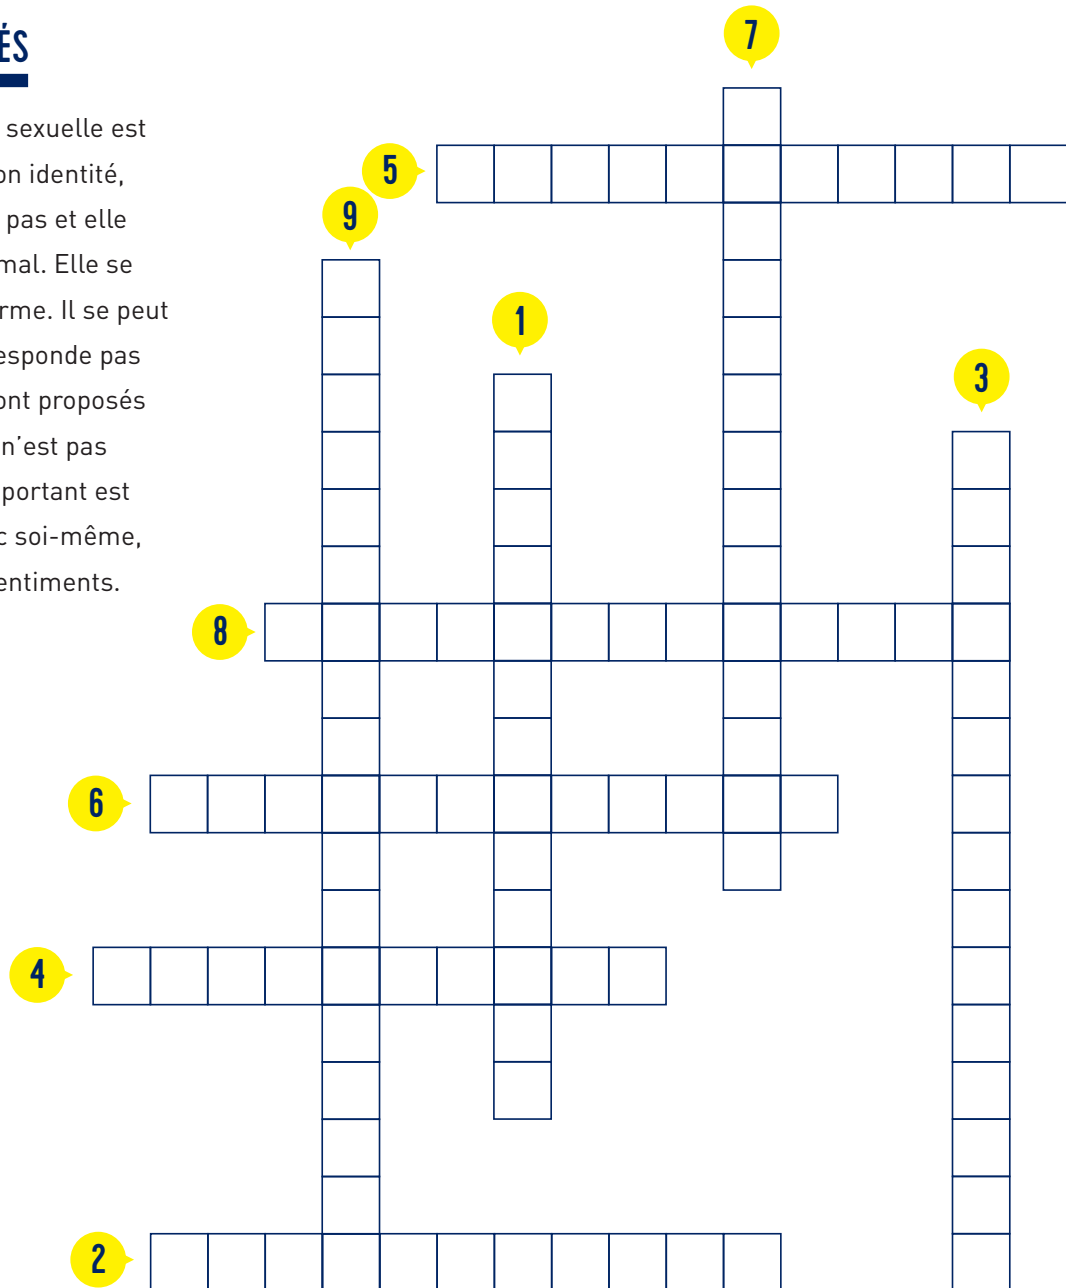 ÉS
sexuelle est
on identité,
pas et elle
mal. Elle se
rme. Il se peut
esponde pas
ont proposés
n’est pas
portant est
c soi-même,
entiments.
7
5
9
1
3
8
6
4
2